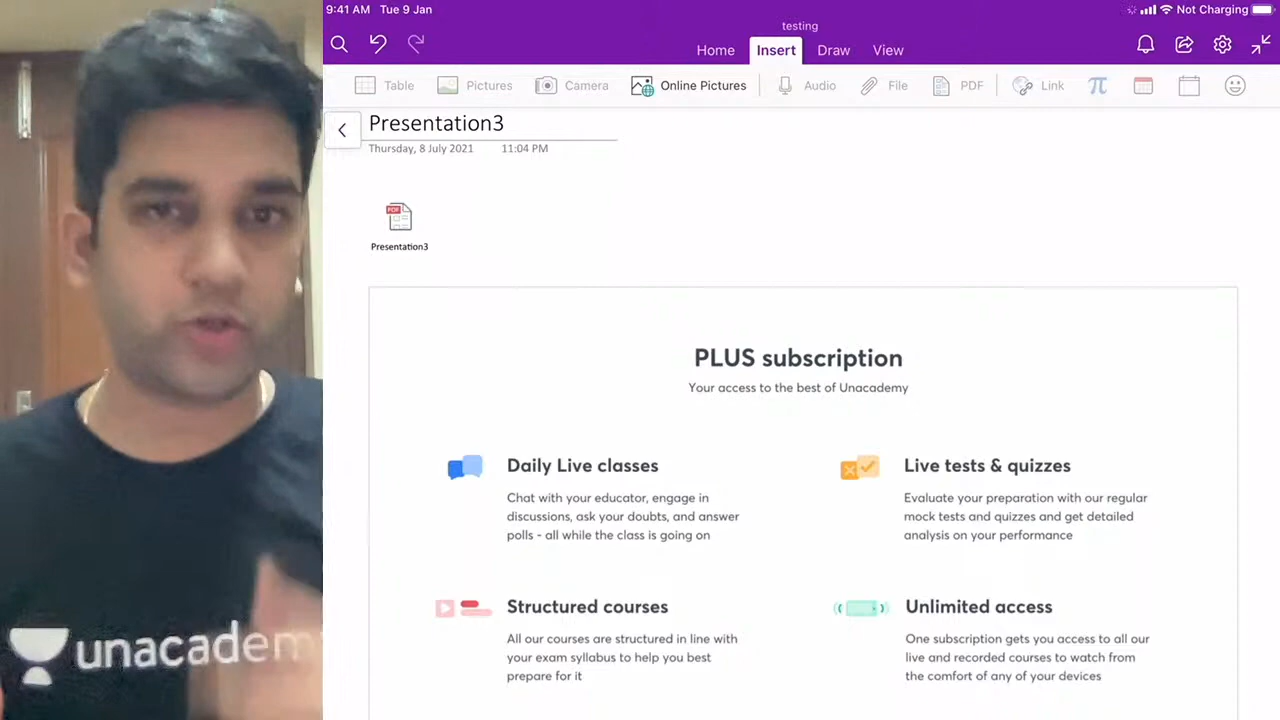 9:41 AM Tue 9 Jan
Not Charging
testing
Home Insert Draw View
Table Pictures Camera Online Pictures Audio File PDF Link π
Presentation3
Thursday, 8 July 2021 11:04 PM
PDF
Presentation3
PLUS subscription
Your access to the best of Unacademy
Daily Live classes
Chat with your educator, engage in
discussions, ask your doubts, and answer
polls - all while the class is going on
Live tests & quizzes
Evaluate your preparation with our regular
mock tests and quizzes and get detailed
analysis on your performance
Structured courses
All our courses are structured in line with
your exam syllabus to help you best
prepare for it
Unlimited access
One subscription gets you access to all our
live and recorded courses to watch from
the comfort of any of your devices
unacademy